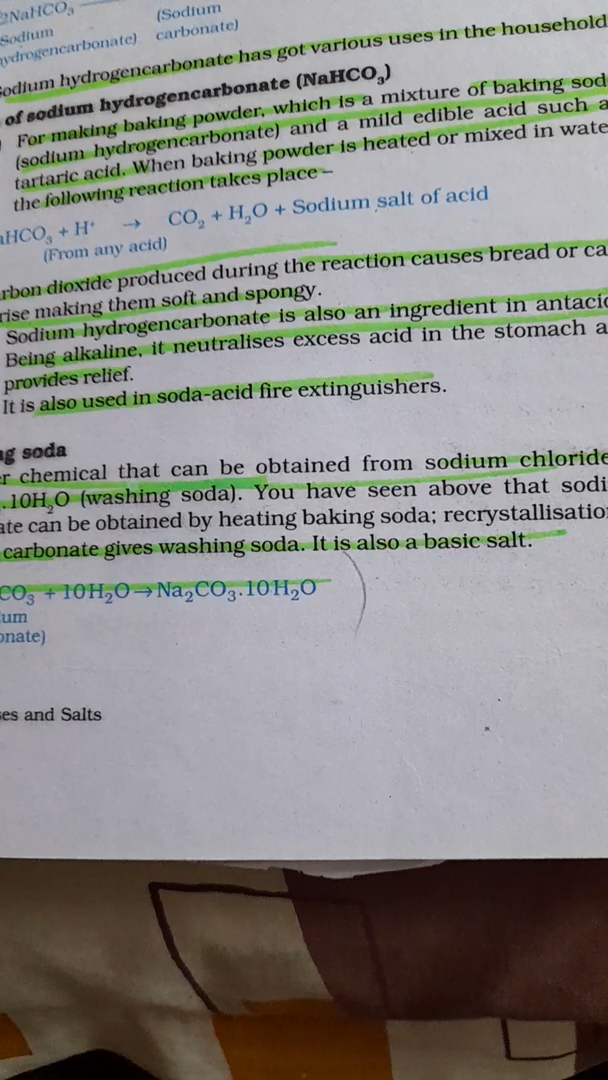 2NaHCO₃
(Sodium
Sodium
carbonate)
ydrogencarbonate)
odium hydrogencarbonate has got various uses in the household
of sodium hydrogencarbonate (NaHCO₃)
For making baking powder, which is a mixture of baking sod
(sodium hydrogencarbonate) and a mild edible acid such a
tartaric acid. When baking powder is heated or mixed in wate
the following reaction takes place –
aHCO₃ + H⁺ → CO₂ + H₂O + Sodium salt of acid
(From any acid)
rbon dioxide produced during the reaction causes bread or ca
rise making them soft and spongy.
Sodium hydrogencarbonate is also an ingredient in antacid
Being alkaline, it neutralises excess acid in the stomach a
provides relief.
It is also used in soda-acid fire extinguishers.
ng soda
r chemical that can be obtained from sodium chloride
.10H₂O (washing soda). You have seen above that sodi
ate can be obtained by heating baking soda; recrystallisation
carbonate gives washing soda. It is also a basic salt.
CO₃ + 10H₂O → Na₂CO₃.10H₂O
um
onate)
es and Salts